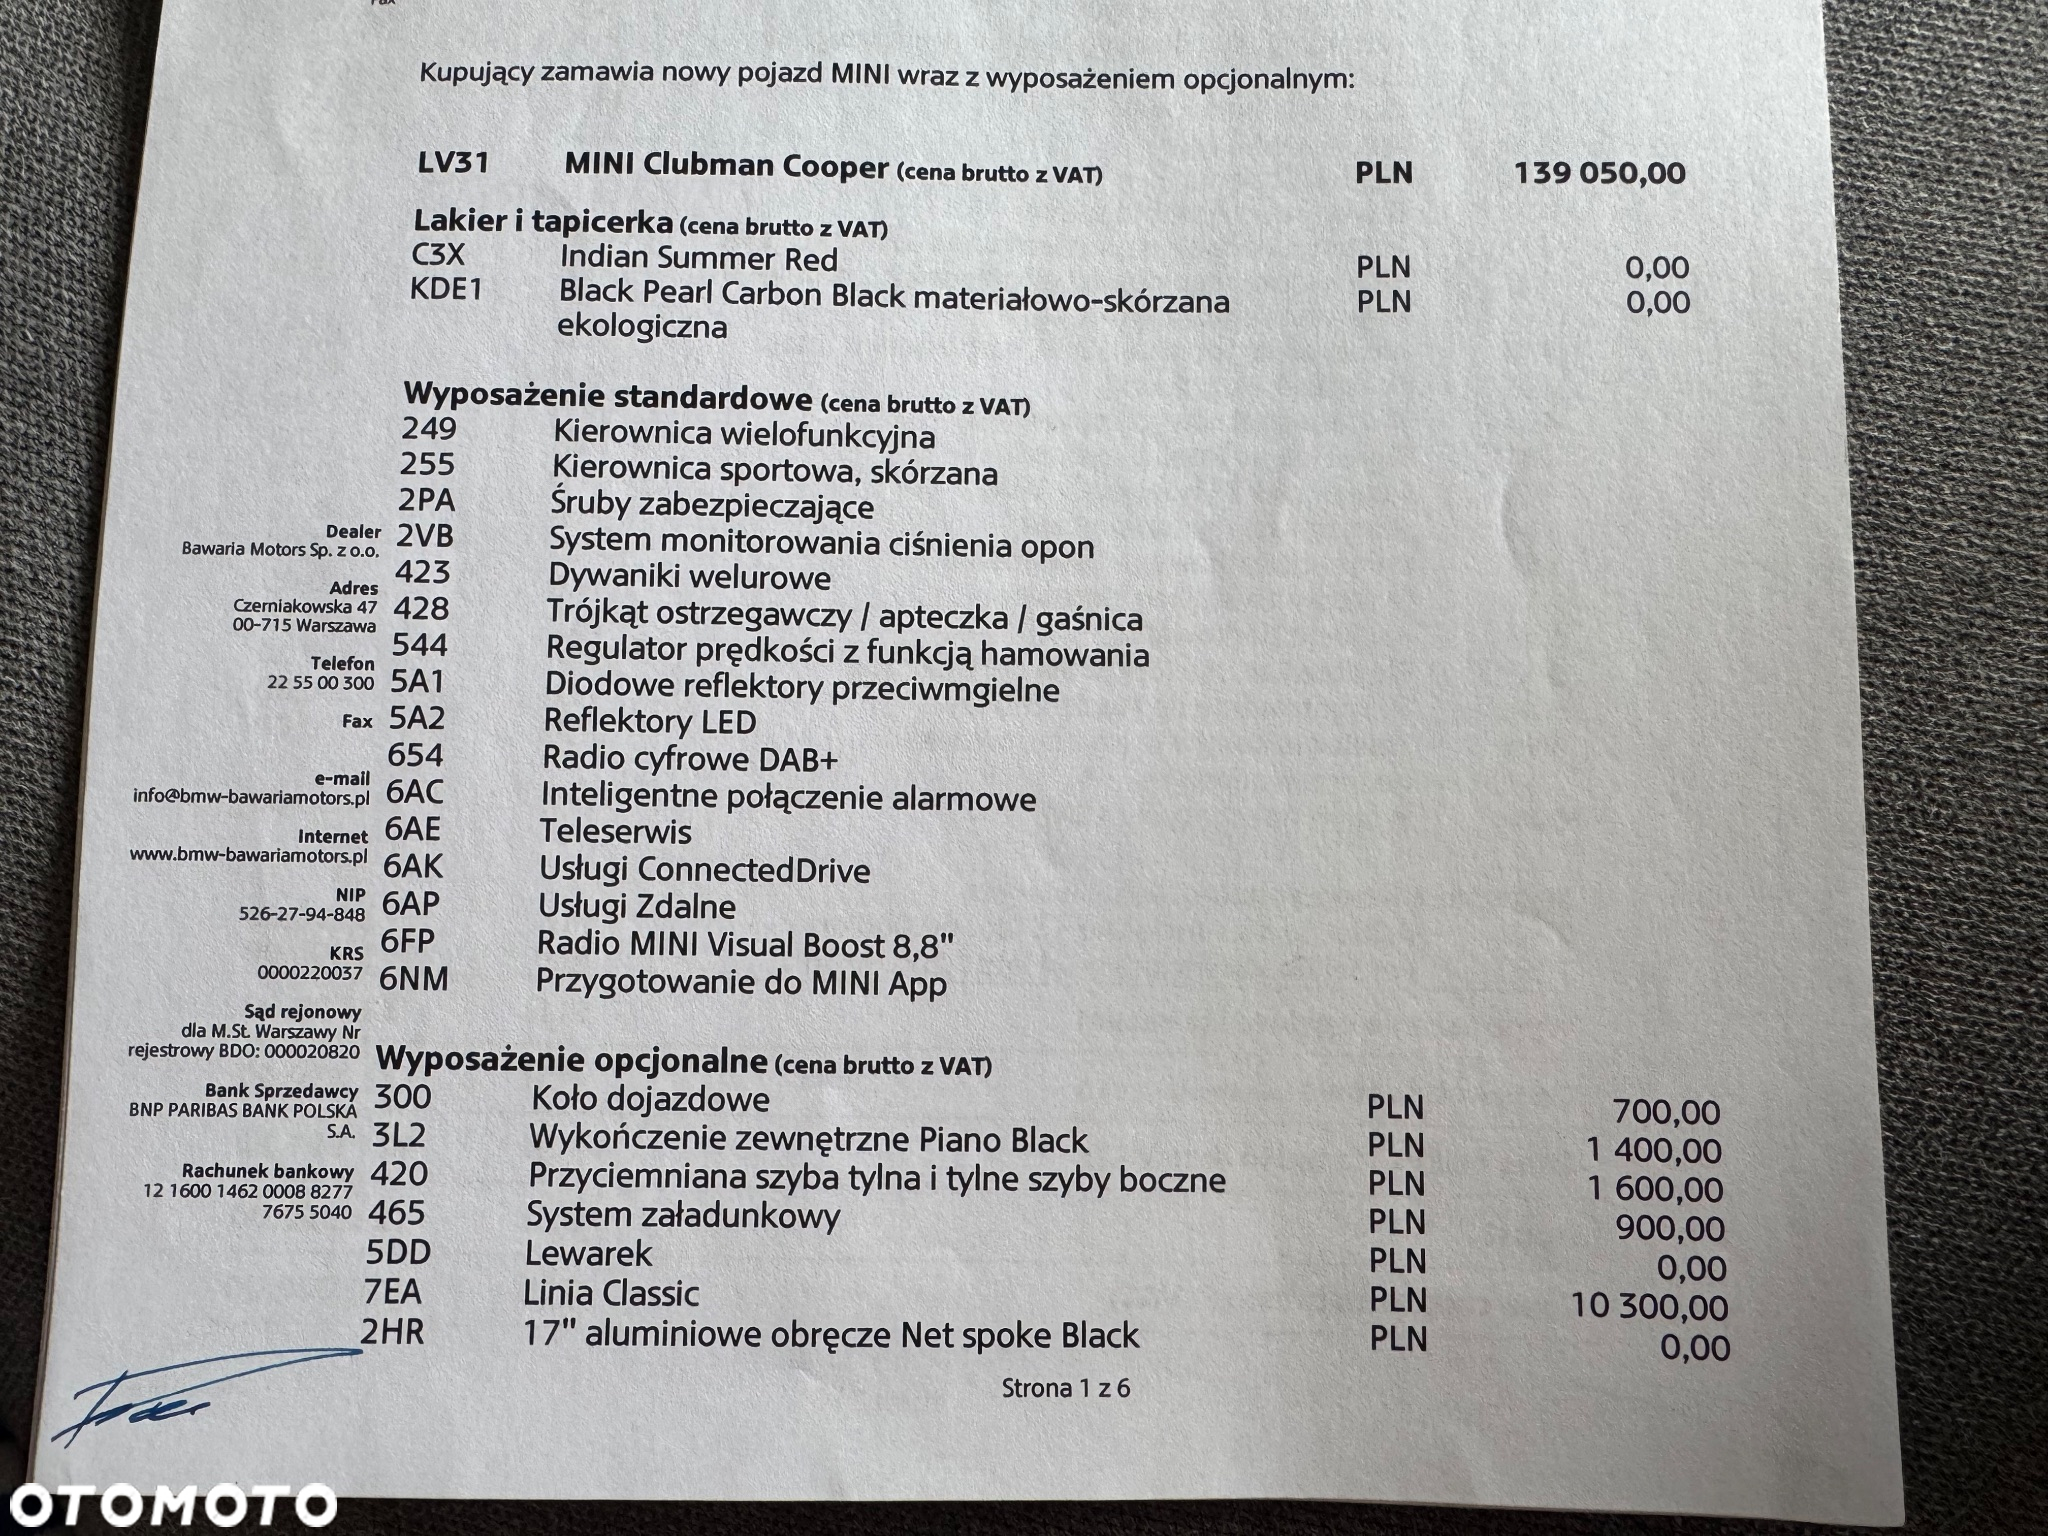 Kupujący zamawia nowy pojazd MINI wraz z wyposażeniem opcjonalnym:
LV31 MINI Clubman Cooper (cena brutto z VAT) PLN 139 050,00
Lakier i tapicerka (cena brutto z VAT)
C3X Indian Summer Red PLN 0,00
KDE1 Black Pearl Carbon Black materiałowo-skórzana PLN 0,00
ekologiczna
Wyposażenie standardowe (cena brutto z VAT)
249 Kierownica wielofunkcyjna
255 Kierownica sportowa, skórzana
2PA Śruby zabezpieczające
2VB System monitorowania ciśnienia opon
423 Dywaniki welurowe
428 Trójkąt ostrzegawczy / apteczka / gaśnica
544 Regulator prędkości z funkcją hamowania
5A1 Diodowe reflektory przeciwmgielne
5A2 Reflektory LED
654 Radio cyfrowe DAB+
6AC Inteligentne połączenie alarmowe
6AE Teleserwis
6AK Usługi ConnectedDrive
6AP Usługi Zdalne
6FP Radio MINI Visual Boost 8,8"
6NM Przygotowanie do MINI App
Wyposażenie opcjonalne (cena brutto z VAT)
300 Koło dojazdowe PLN 700,00
3L2 Wykończenie zewnętrzne Piano Black PLN 1 400,00
420 Przyciemniana szyba tylna i tylne szyby boczne PLN 1 600,00
465 System załadunkowy PLN 900,00
5DD Lewarek PLN 0,00
7EA Linia Classic PLN 10 300,00
2HR 17" aluminiowe obręcze Net spoke Black PLN 0,00
Strona 1 z 6
Dealer
Bawaria Motors Sp. z o.o.
Adres
Czerniakowska 47
00-715 Warszawa
Telefon
22 55 00 300
Fax
e-mail
info@bmw-bawariamotors.pl
Internet
www.bmw-bawariamotors.pl
NIP
526-27-94-848
KRS
0000220037
Sąd rejonowy
dla M.St. Warszawy Nr
rejestrowy BDO: 000020820
Bank Sprzedawcy
BNP PARIBAS BANK POLSKA
S.A.
Rachunek bankowy
12 1600 1462 0008 8277
7675 5040
OTOMOTO